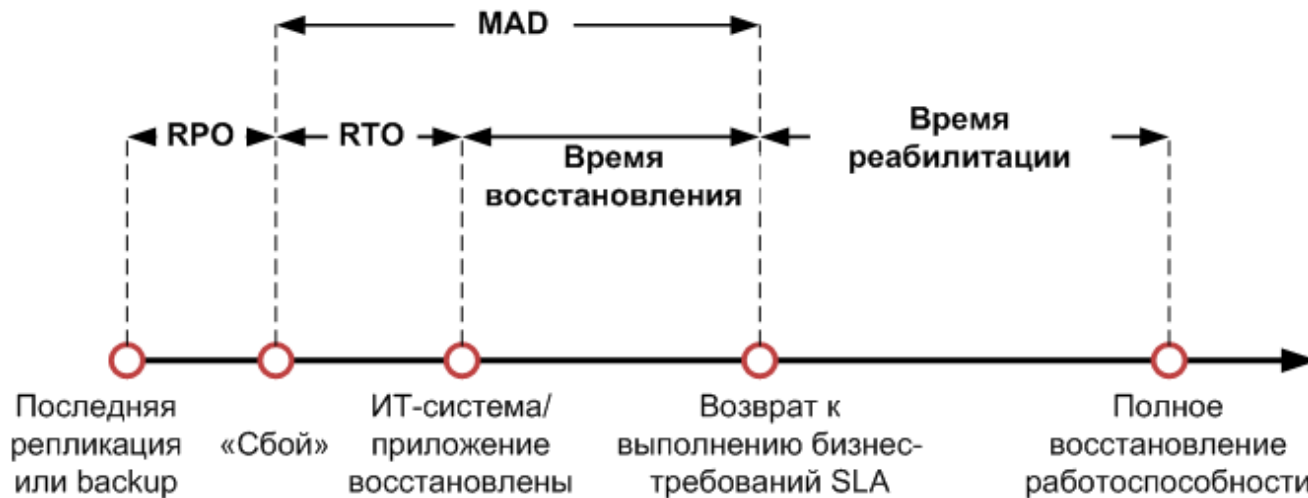 MAD
RPO
RTO
Время
восстановления
Время
реабилитации
Последняя
репликация
или backup
«Сбой»
ИТ-система/
приложение
восстановлены
Возврат к
выполнению бизнес-
требований SLA
Полное
восстановление
работоспособности